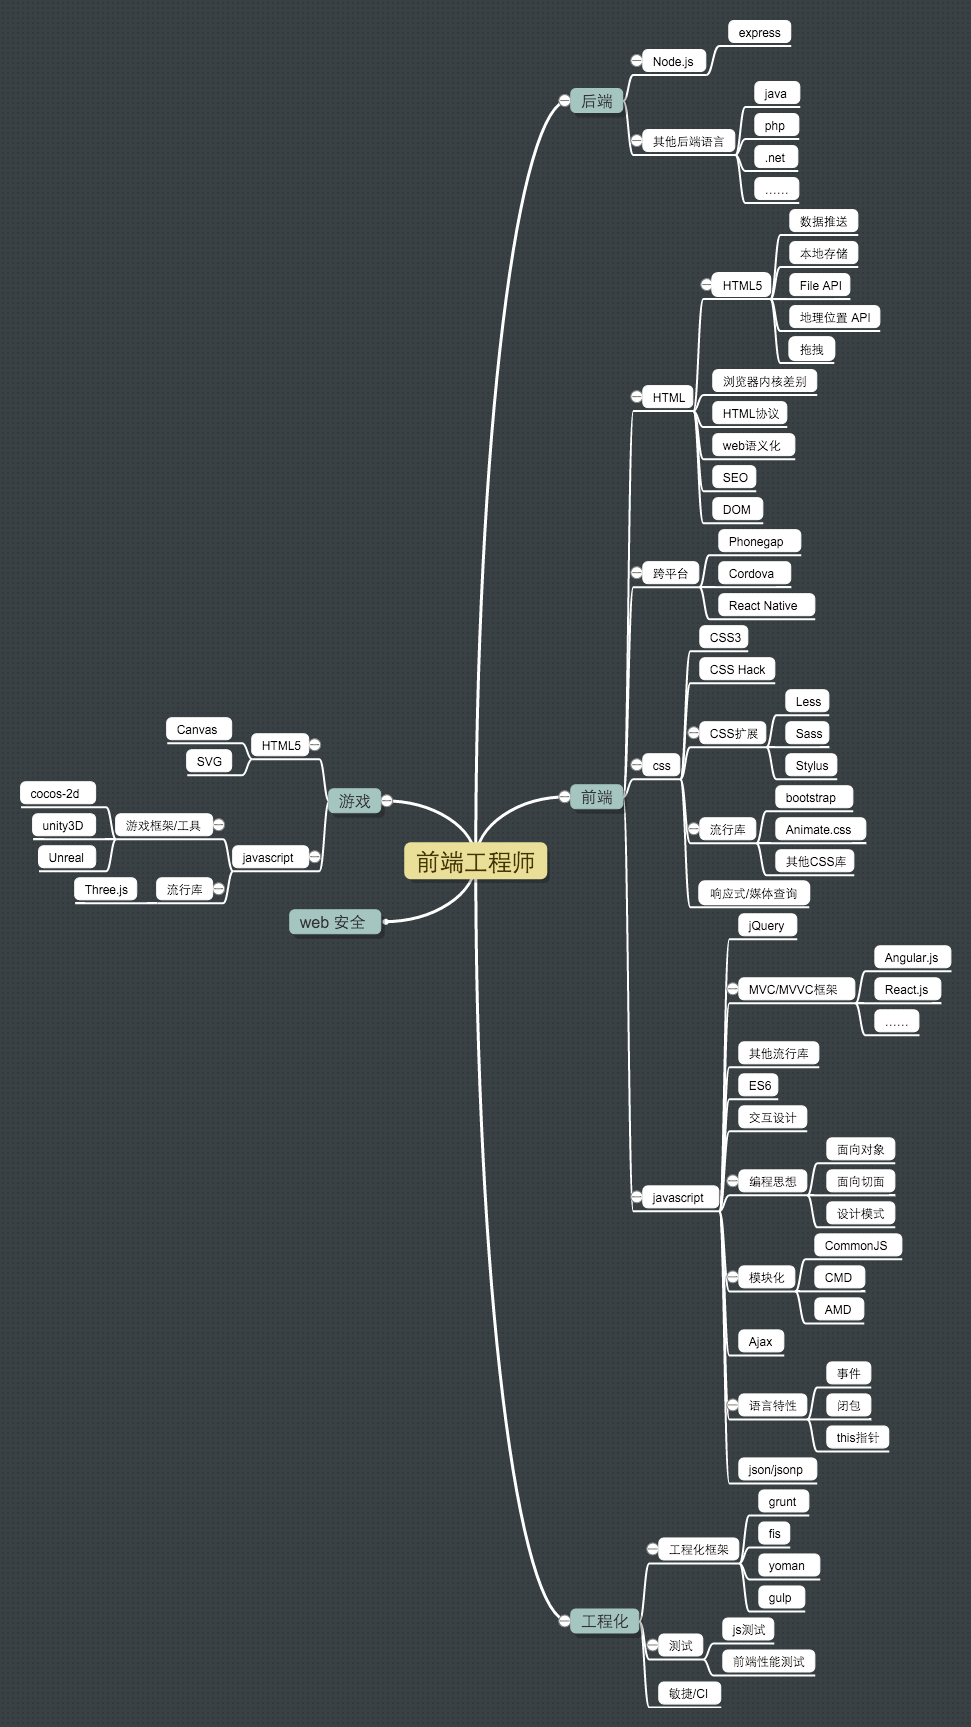 前端工程师
后端
Node.js
express
其他后端语言
java
php
.net
……
前端
HTML
HTML5
数据推送
本地存储
File API
地理位置 API
拖拽
浏览器内核差别
HTML协议
web语义化
SEO
DOM
跨平台
Phonegap
Cordova
React Native
css
CSS3
CSS Hack
CSS扩展
Less
Sass
Stylus
流行库
bootstrap
Animate.css
其他CSS库
响应式/媒体查询
javascript
jQuery
MVC/MVVC框架
Angular.js
React.js
……
其他流行库
ES6
交互设计
编程思想
面向对象
面向切面
设计模式
模块化
CommonJS
CMD
AMD
Ajax
语言特性
事件
闭包
this指针
json/jsonp
工程化
工程化框架
grunt
fis
yoman
gulp
测试
js测试
前端性能测试
敏捷/CI
游戏
HTML5
Canvas
SVG
javascript
游戏框架/工具
cocos-2d
unity3D
Unreal
流行库
Three.js
web 安全